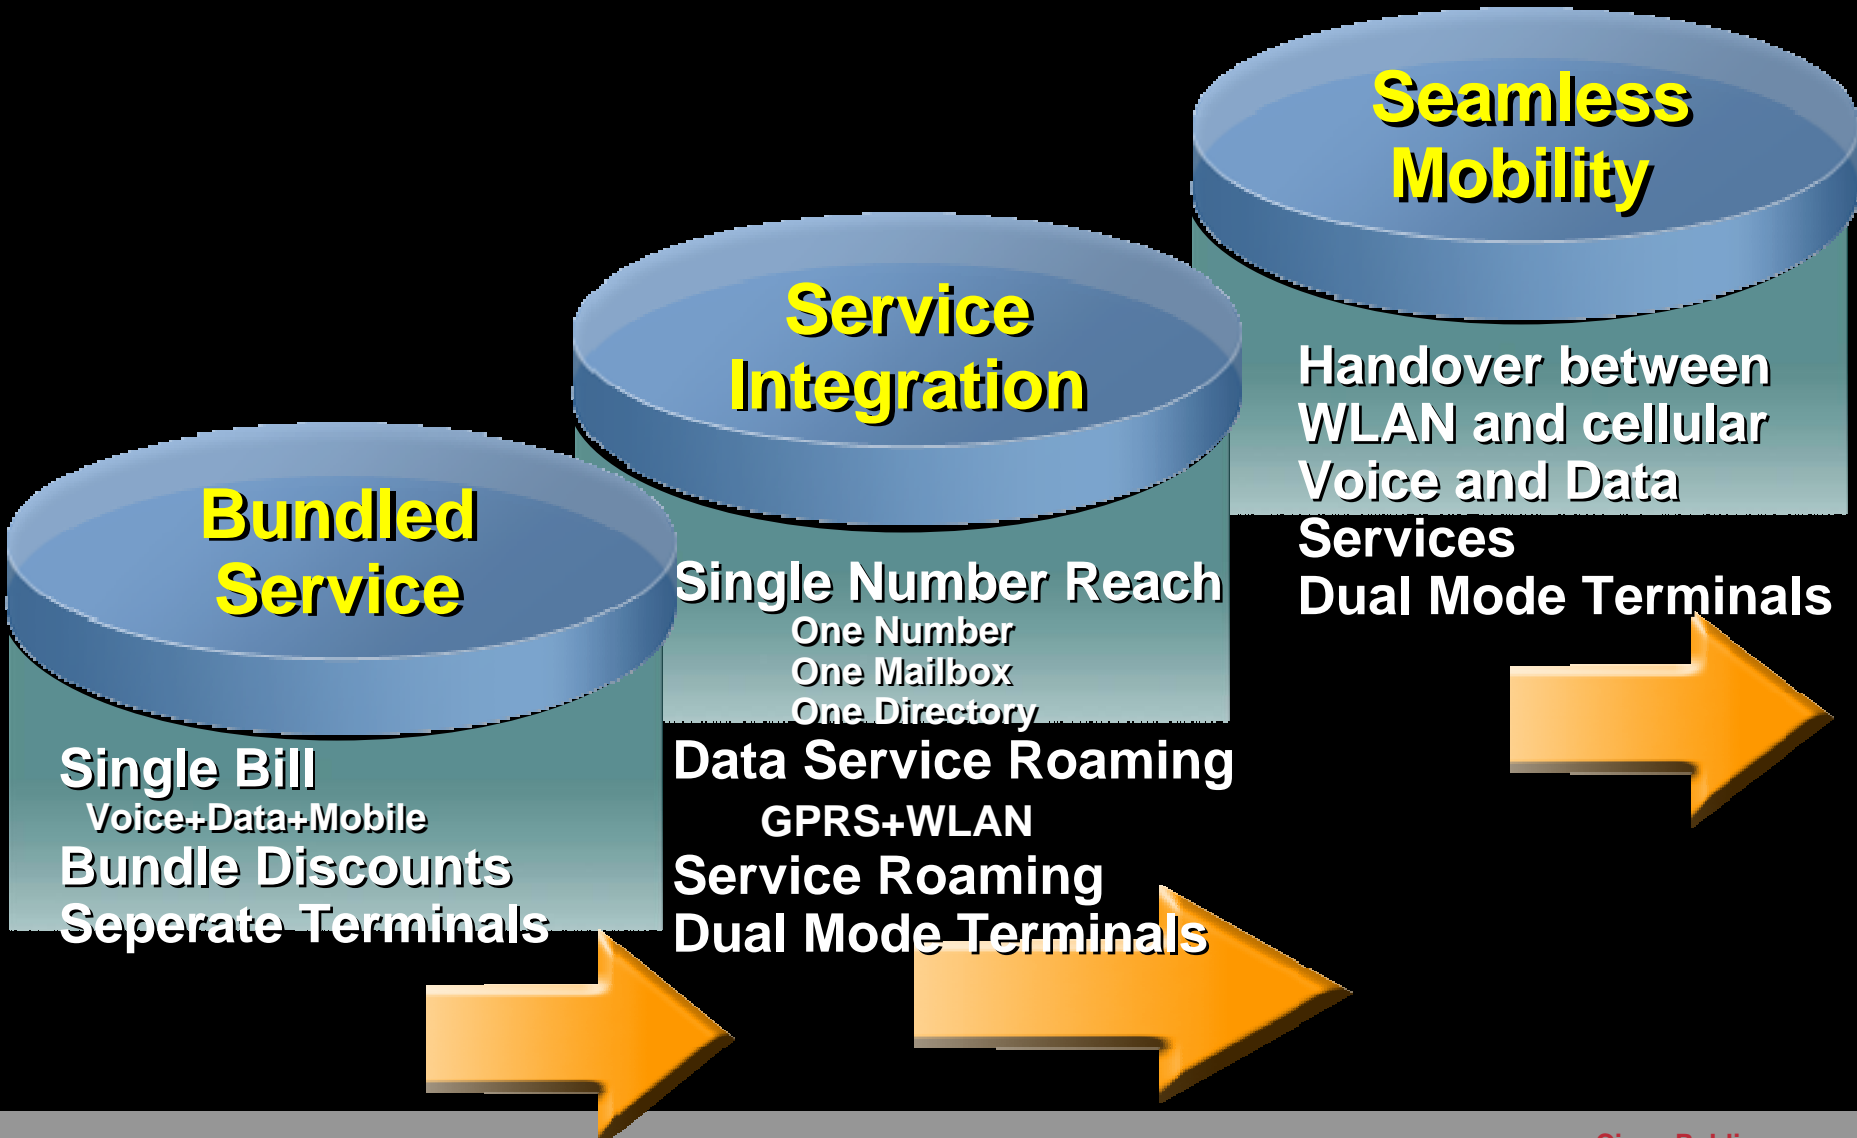 Bundled
Service
Single Bill
Voice+Data+Mobile
Bundle Discounts
Seperate Terminals
Service
Integration
Single Number Reach
One Number
One Mailbox
One Directory
Data Service Roaming
GPRS+WLAN
Service Roaming
Dual Mode Terminals
Seamless
Mobility
Handover between
WLAN and cellular
Voice and Data
Services
Dual Mode Terminals